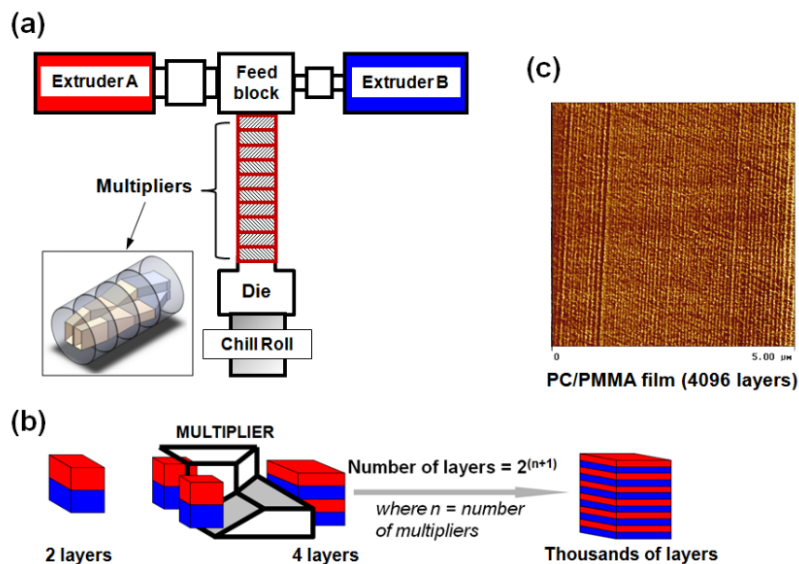 (a)
Extruder A
Feed
block
Extruder B
Multipliers
Die
Chill Roll
(c)
0
5.00 µm
PC/PMMA film (4096 layers)
(b)
MULTIPLIER
2 layers
4 layers
Number of layers = 2^(n+1)
where n = number
of multipliers
Thousands of layers